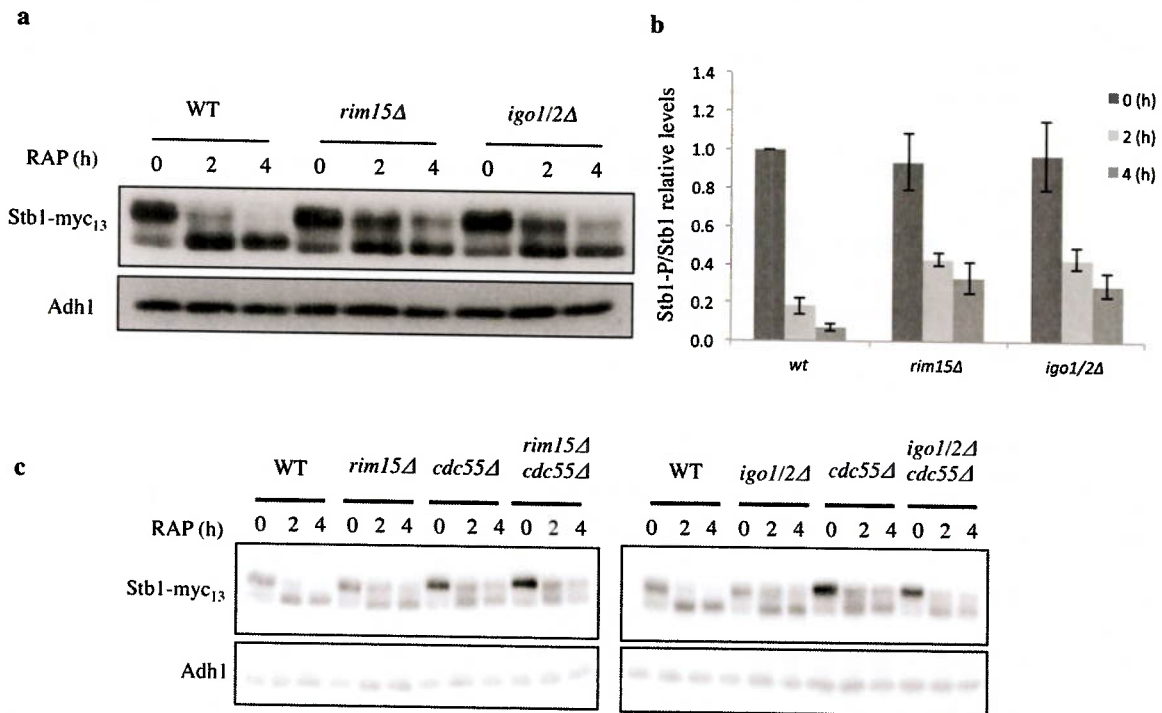 a
WT rim15Δ igo1/2Δ
RAP (h) 0 2 4 0 2 4 0 2 4
Stb1-myc13
Adh1
b
Stb1-P/Stb1 relative levels
1.4
1.2
1.0
0.8
0.6
0.4
0.2
0.0
wt rim15Δ igo1/2Δ
0 (h)
2 (h)
4 (h)
c
WT rim15Δ cdc55Δ rim15Δ cdc55Δ
RAP (h) 0 2 4 0 2 4 0 2 4 0 2 4
WT igo1/2Δ cdc55Δ igo1/2Δ cdc55Δ
0 2 4 0 2 4 0 2 4 0 2 4
Stb1-myc13
Adh1